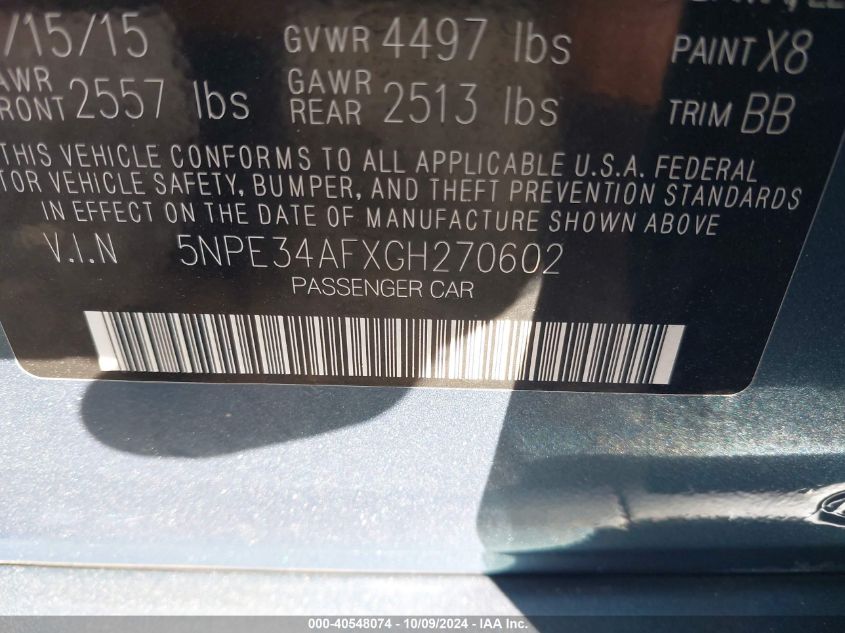 /15/15 GVWR 4497 lbs PAINT X8
AWR FRONT 2557 lbs GAWR REAR 2513 lbs TRIM BB
THIS VEHICLE CONFORMS TO ALL APPLICABLE U.S.A. FEDERAL
TOR VEHICLE SAFETY, BUMPER, AND THEFT PREVENTION STANDARDS
IN EFFECT ON THE DATE OF MANUFACTURE SHOWN ABOVE.
V.I.N 5NPE34AFXGH270602
PASSENGER CAR
000-40548074 | 10/09/2024 - IAA Inc.